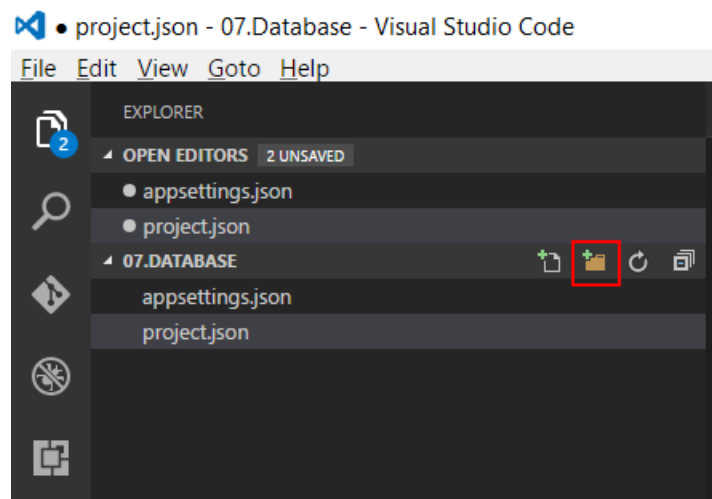 project.json - 07.Database - Visual Studio Code
File Edit View Goto Help
EXPLORER
2
OPEN EDITORS 2 UNSAVED
appsettings.json
project.json
07.DATABASE
appsettings.json
project.json